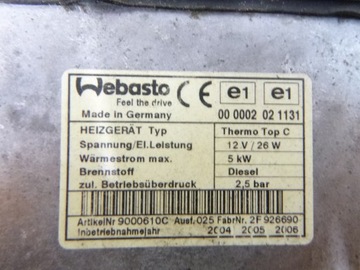 Webasto
Feel the drive
Made in Germany
CE e1 e1
00 0002 02 1131
HEIZGERÄT Typ Thermo Top C
Spannung/El.Leistung 12 V / 26 W
Wärmestrom max. 5 kW
Brennstoff Diesel
zul. Betriebsüberdruck 2,5 bar
ArtikelNr 9000610C Ausf.025 FabrNr. 2F 926690
Inbetriebnahmejahr 2004 2005 2006